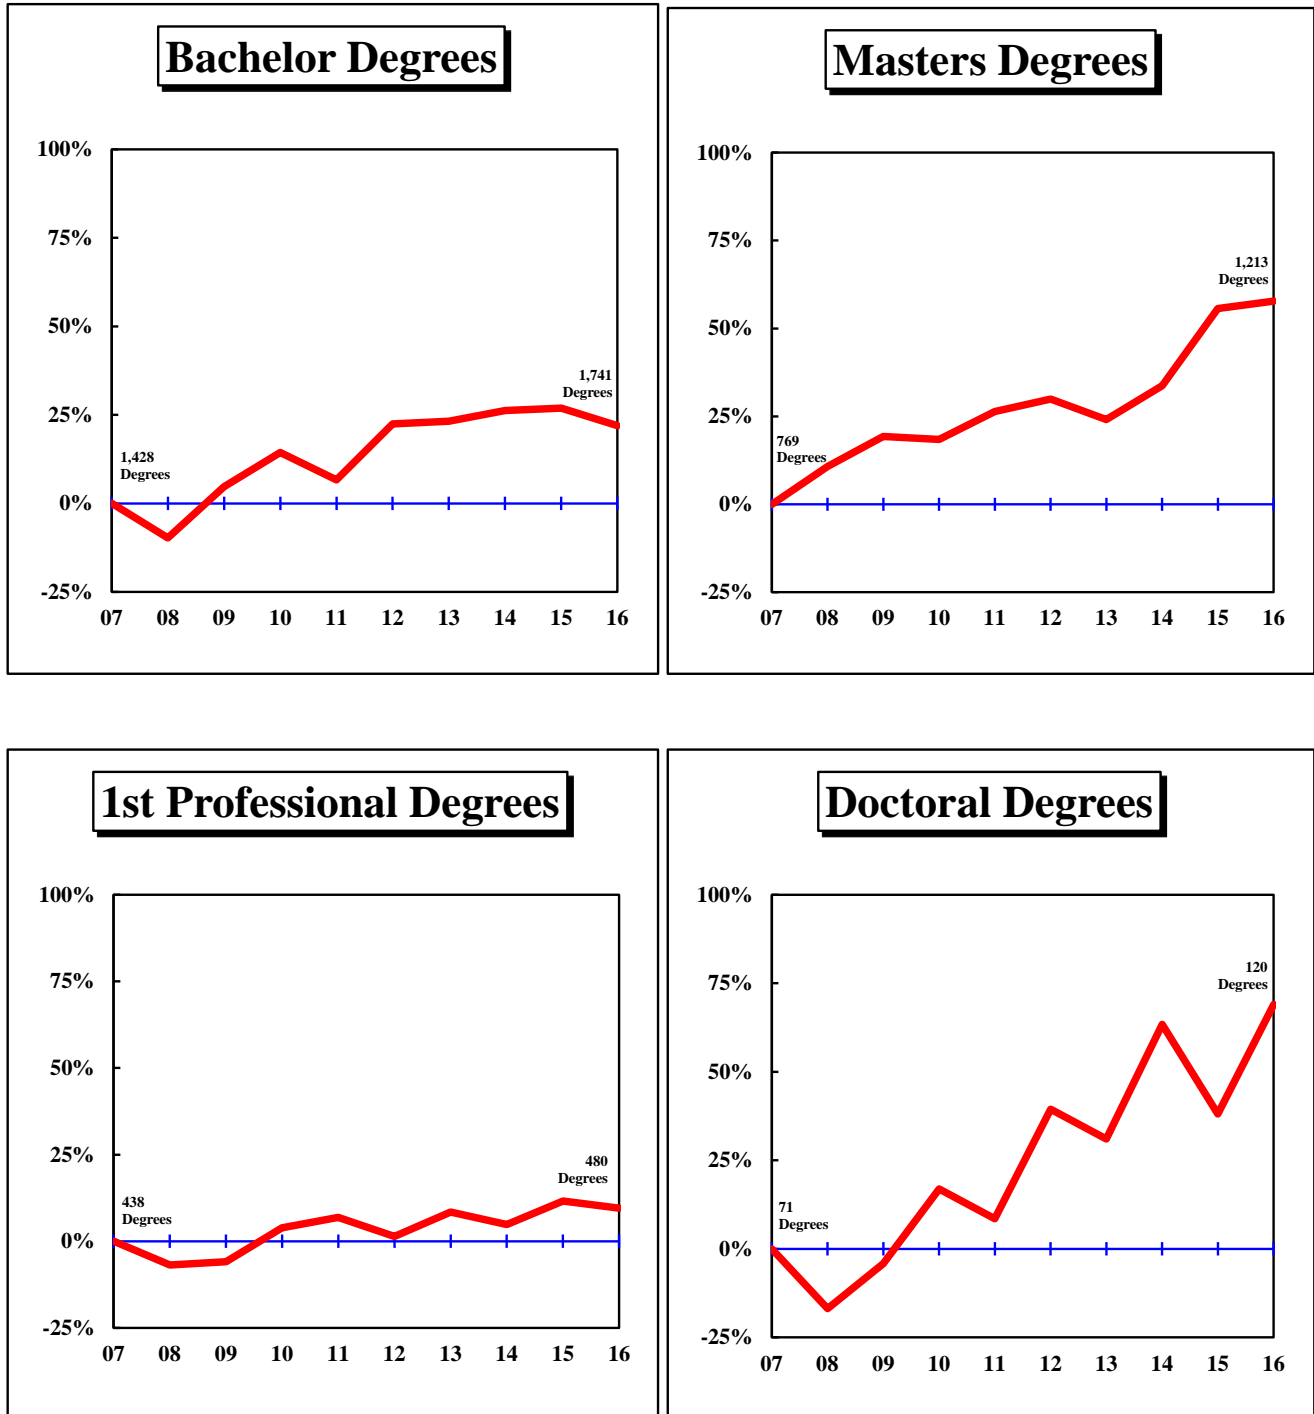 Bachelor Degrees
100%
75%
50%
25%
0%
-25%
1,428
Degrees
1,741
Degrees
07 08 09 10 11 12 13 14 15 16
Masters Degrees
100%
75%
50%
25%
0%
-25%
769
Degrees
1,213
Degrees
07 08 09 10 11 12 13 14 15 16
1st Professional Degrees
100%
75%
50%
25%
0%
-25%
438
Degrees
480
Degrees
07 08 09 10 11 12 13 14 15 16
Doctoral Degrees
100%
75%
50%
25%
0%
-25%
71
Degrees
120
Degrees
07 08 09 10 11 12 13 14 15 16